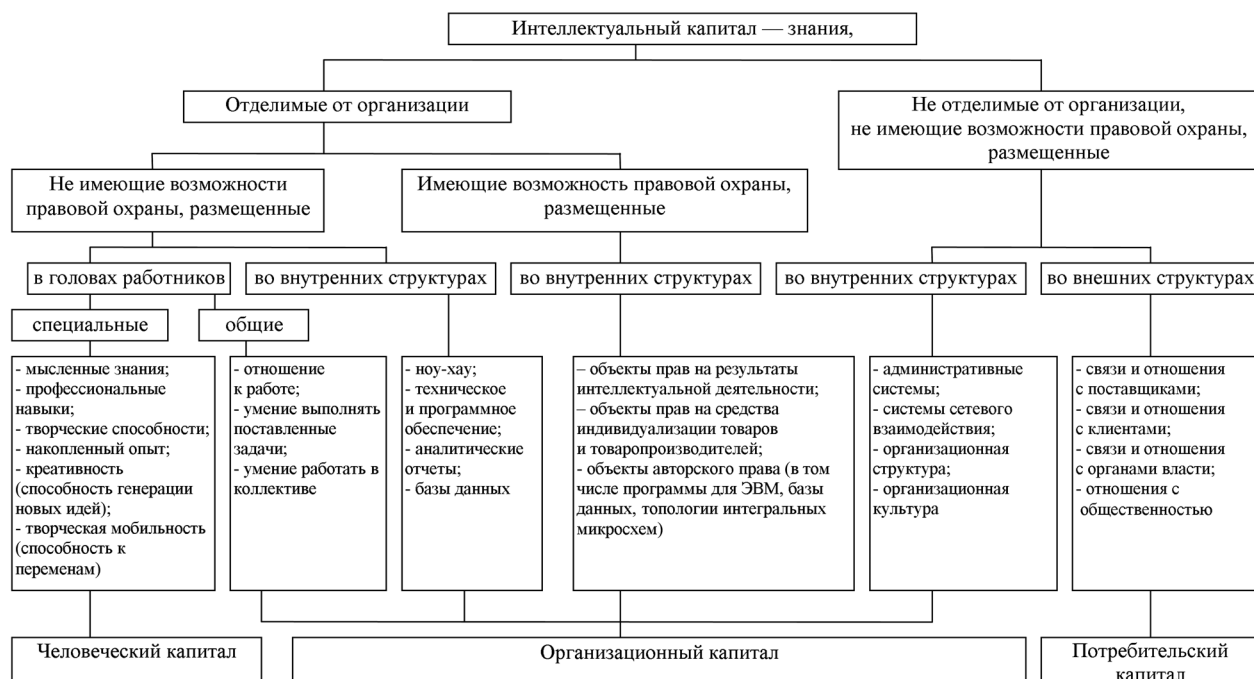 Интеллектуальный капитал — знания,
Отделимые от организации
Не отделимые от организации,
не имеющие возможности правовой охраны,
размещенные
Не имеющие возможности
правовой охраны, размещенные
Имеющие возможность правовой охраны,
размещенные
в головах работников
во внутренних структурах
во внутренних структурах
во внутренних структурах
во внешних структурах
специальные
общие
- мысленные знания;
- профессиональные
навыки;
- творческие способности;
- накопленный опыт;
- креативность
(способность генерации
новых идей);
- творческая мобильность
(способность к
переменам)
- отношение
к работе;
- умение выполнять
поставленные
задачи;
- умение работать в
коллективе
- ноу-хау;
- техническое
и программное
обеспечение;
- аналитические
отчеты;
- базы данных
– объекты прав на результаты
интеллектуальной деятельности;
– объекты прав на средства
индивидуализации товаров
и товаропроизводителей;
- объекты авторского права (в том
числе программы для ЭВМ, базы
данных, топологии интегральных
микросхем)
- административные
системы;
- системы сетевого
взаимодействия;
- организационная
структура;
- организационная
культура
- связи и отношения
с поставщиками;
- связи и отношения
с клиентами;
- связи и отношения
с органами власти;
- отношения с
общественностью
Человеческий капитал
Организационный капитал
Потребительский
капитал